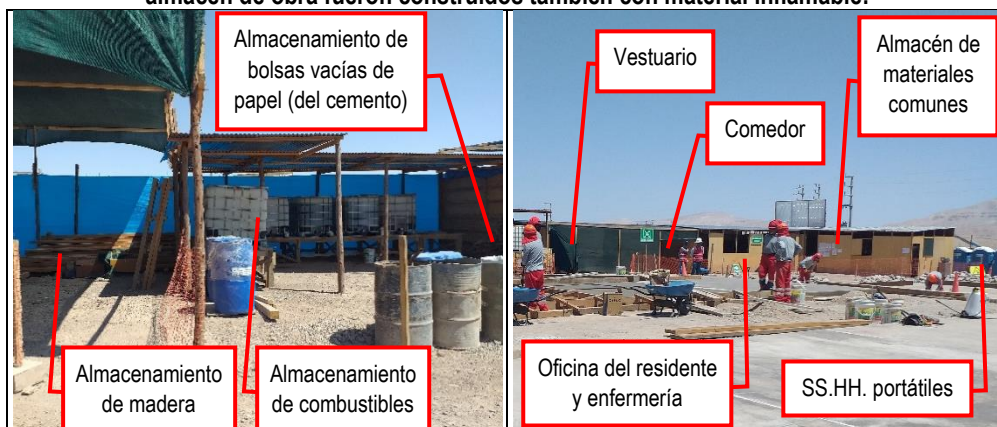 almacén de obra fueron construidos también con material inflamable.
Almacenamiento de
bolsas vacías de
papel (del cemento)
Almacenamiento
de madera
Almacenamiento
de combustibles
Vestuario
Comedor
Almacén de
materiales
comunes
Oficina del residente
y enfermería
SS.HH. portátiles